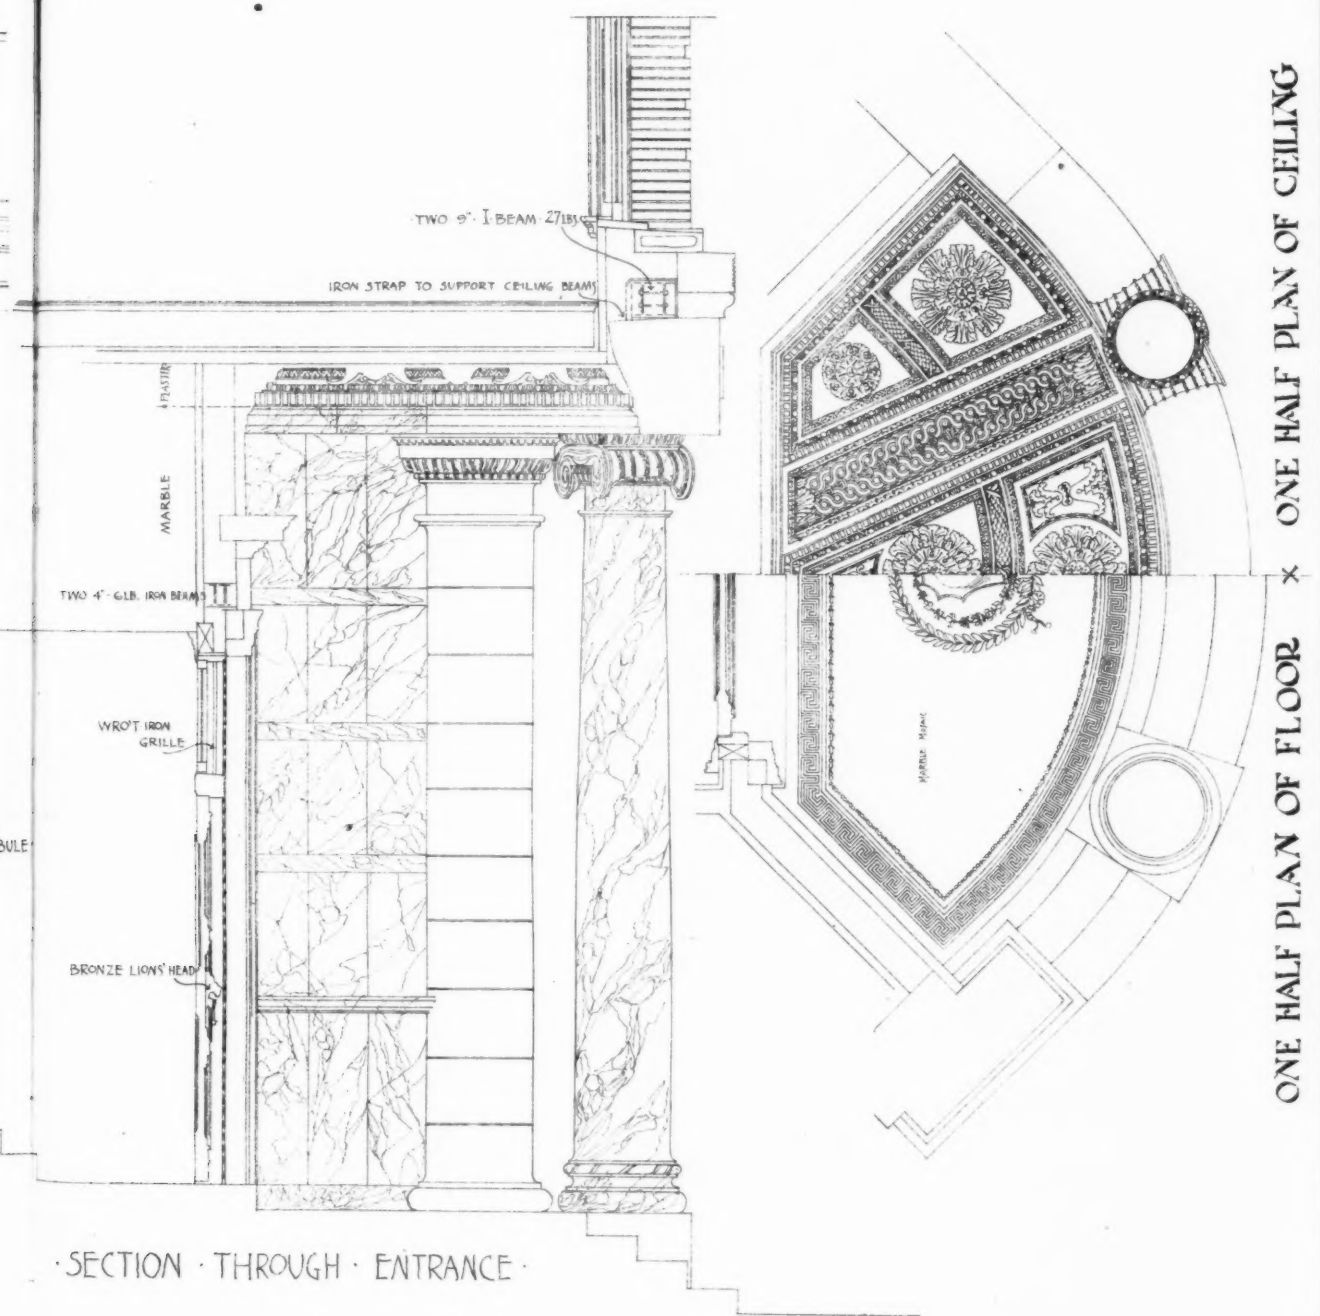 ·TWO 9"· I·BEAM·27LBS
IRON STRAP TO SUPPORT CEILING BEAMS
PLASTER
MARBLE
TWO 4"·6LB. IRON BEAMS
WRO'T IRON
GRILLE
BULE
BRONZE LIONS' HEAD
·SECTION·THROUGH·ENTRANCE·
MARBLE MOSAIC
ONE HALF PLAN OF FLOOR × ONE HALF PLAN OF CEILING